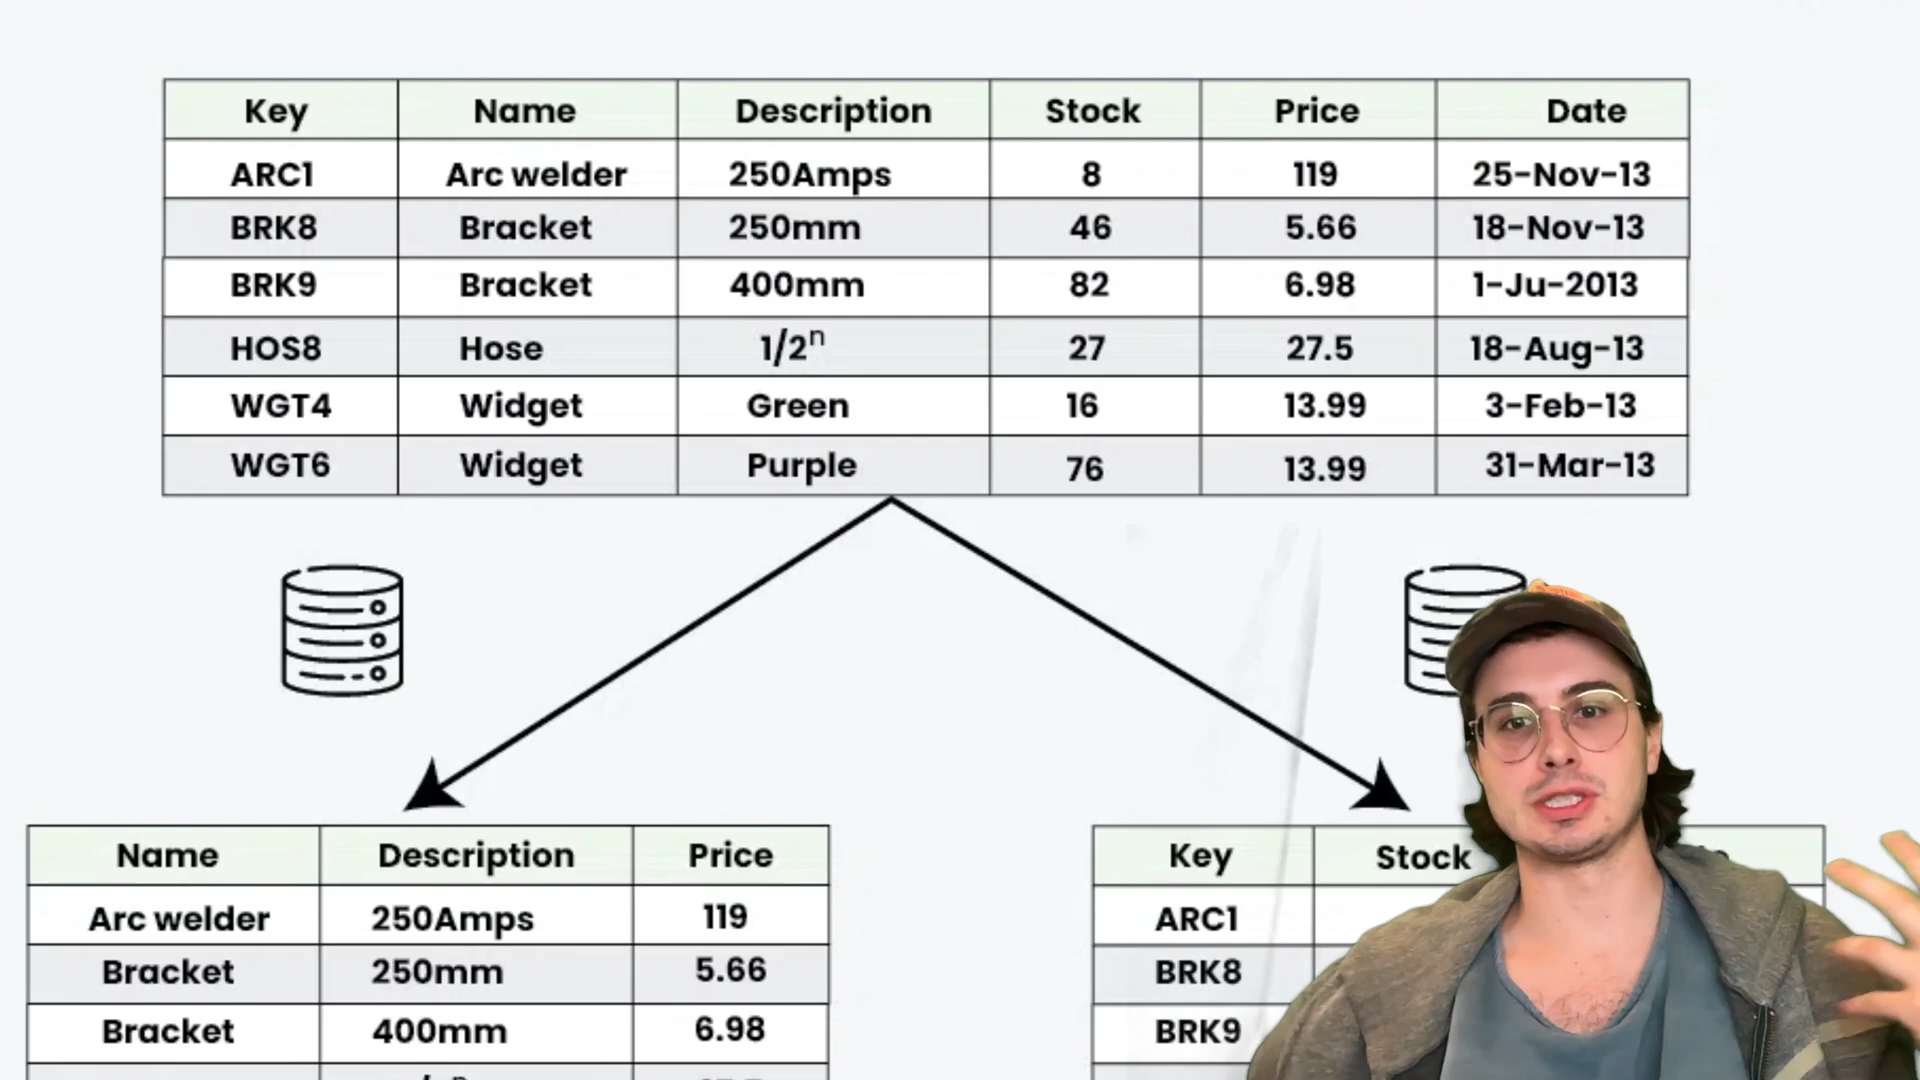 Key Name Description Stock Price Date
ARC1 Arc welder 250Amps 8 119 25-Nov-13
BRK8 Bracket 250mm 46 5.66 18-Nov-13
BRK9 Bracket 400mm 82 6.98 1-Ju-2013
HOS8 Hose 1/2ⁿ 27 27.5 18-Aug-13
WGT4 Widget Green 16 13.99 3-Feb-13
WGT6 Widget Purple 76 13.99 31-Mar-13
Name Description Price
Arc welder 250Amps 119
Bracket 250mm 5.66
Bracket 400mm 6.98
Key Stock
ARC1
BRK8
BRK9